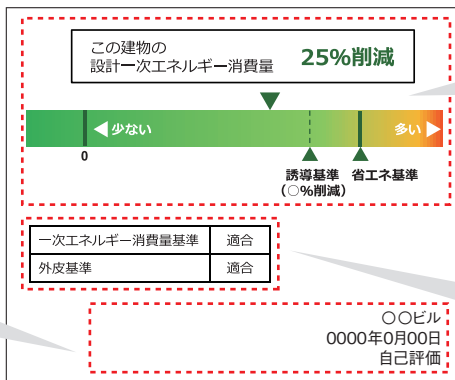 この建物の
設計一次エネルギー消費量
25%削減
少ない
多い
0
誘導基準
(○%削減)
省エネ基準
一次エネルギー消費量基準 適合
外皮基準 適合
○○ビル
0000年0月00日
自己評価